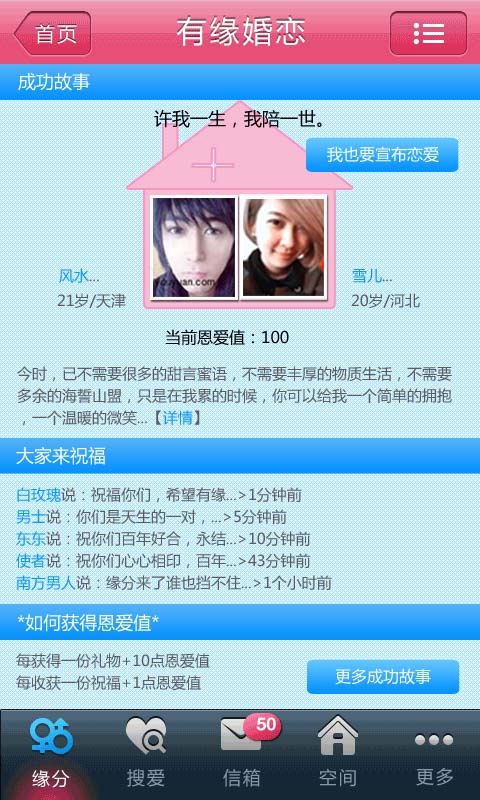 首页
有缘婚恋
成功故事
许我一生，我陪一世。
我也要宣布恋爱
youyuan.com
风水...
21岁/天津
雪儿...
20岁/河北
当前恩爱值：100
今时，已不需要很多的甜言蜜语，不需要丰厚的物质生活，不需要
多余的海誓山盟，只是在我累的时候，你可以给我一个简单的拥抱
，一个温暖的微笑...【详情】
大家来祝福
白玫瑰说：祝福你们，希望有缘...>1分钟前
男士说：你们是天生的一对，...>5分钟前
东东说：祝你们百年好合，永结...>10分钟前
使者说：祝你们心心相印，百年...>43分钟前
南方男人说：缘分来了谁也挡不住...>1个小时前
*如何获得恩爱值*
每获得一份礼物+10点恩爱值
每收获一份祝福+1点恩爱值
更多成功故事
50
缘分
搜爱
信箱
空间
更多